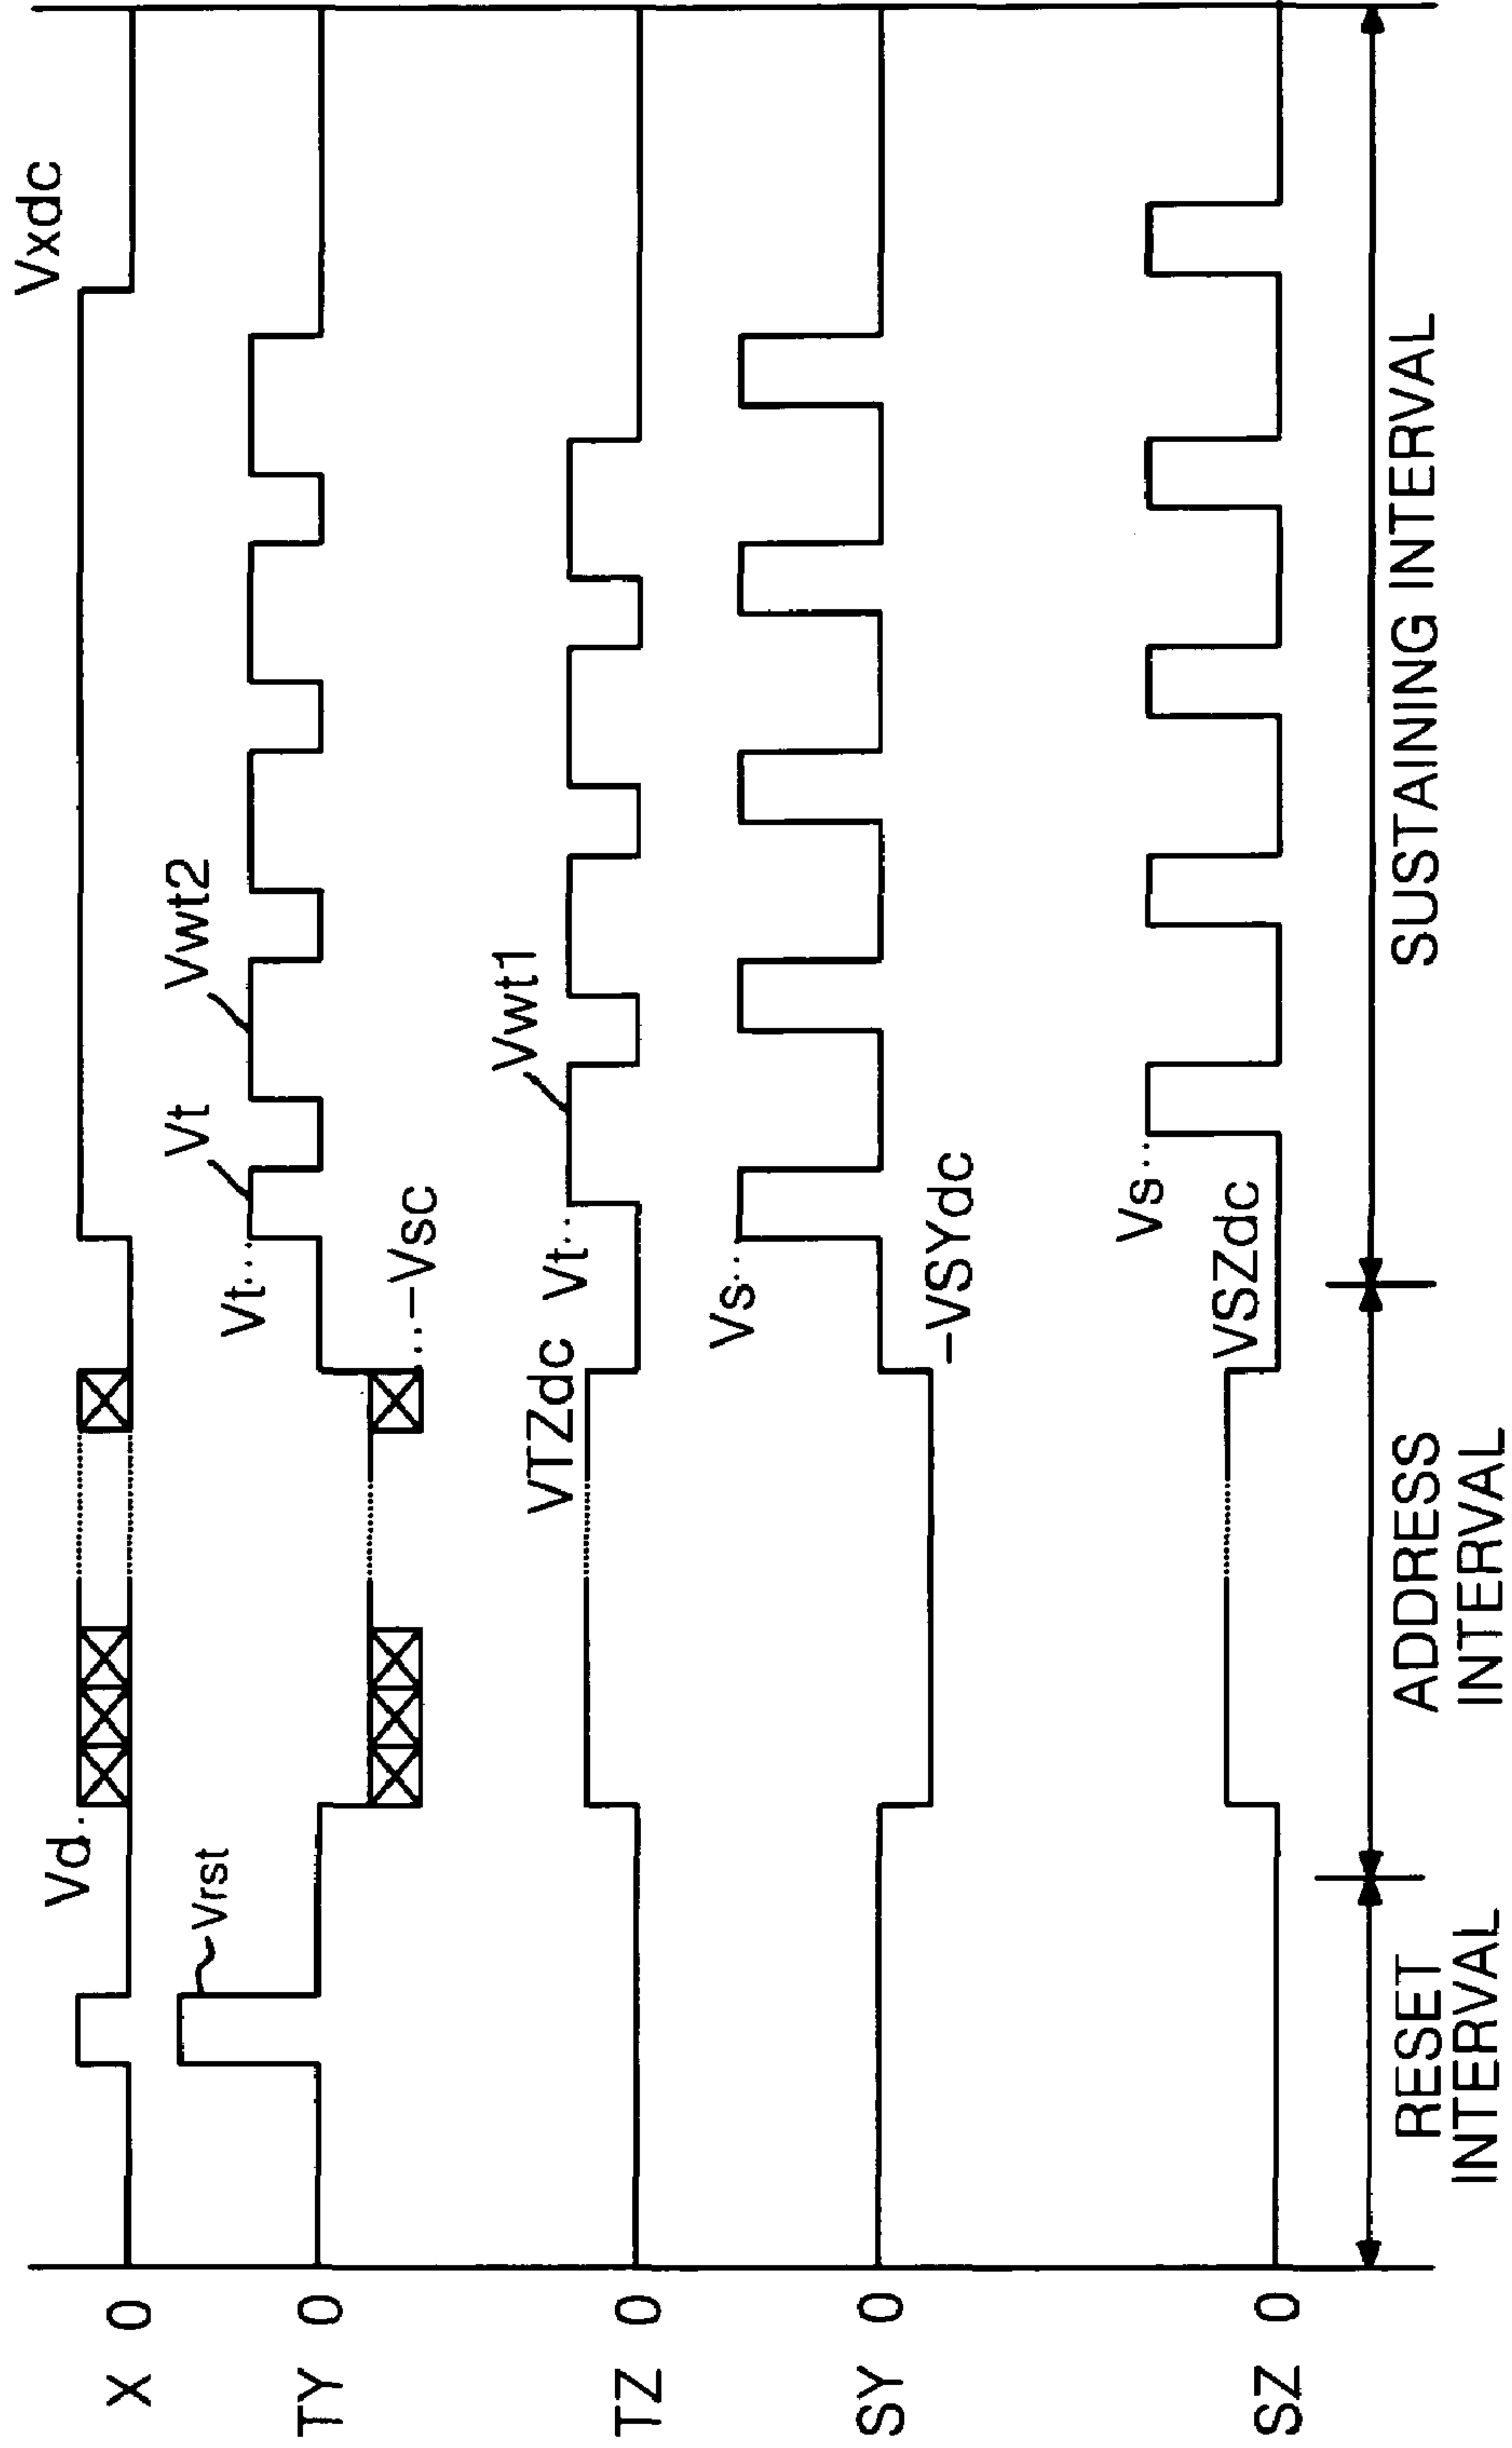 X 0
Vd
Vxdc
TY 0
Vrst
Vt
Vt
Vwt2
-Vsc
TZ 0
VTZdc
Vt
Vwt1
SY 0
Vs
-VSYdc
SZ 0
VSZdc
Vs
RESET
INTERVAL
ADDRESS
INTERVAL
SUSTAINING INTERVAL